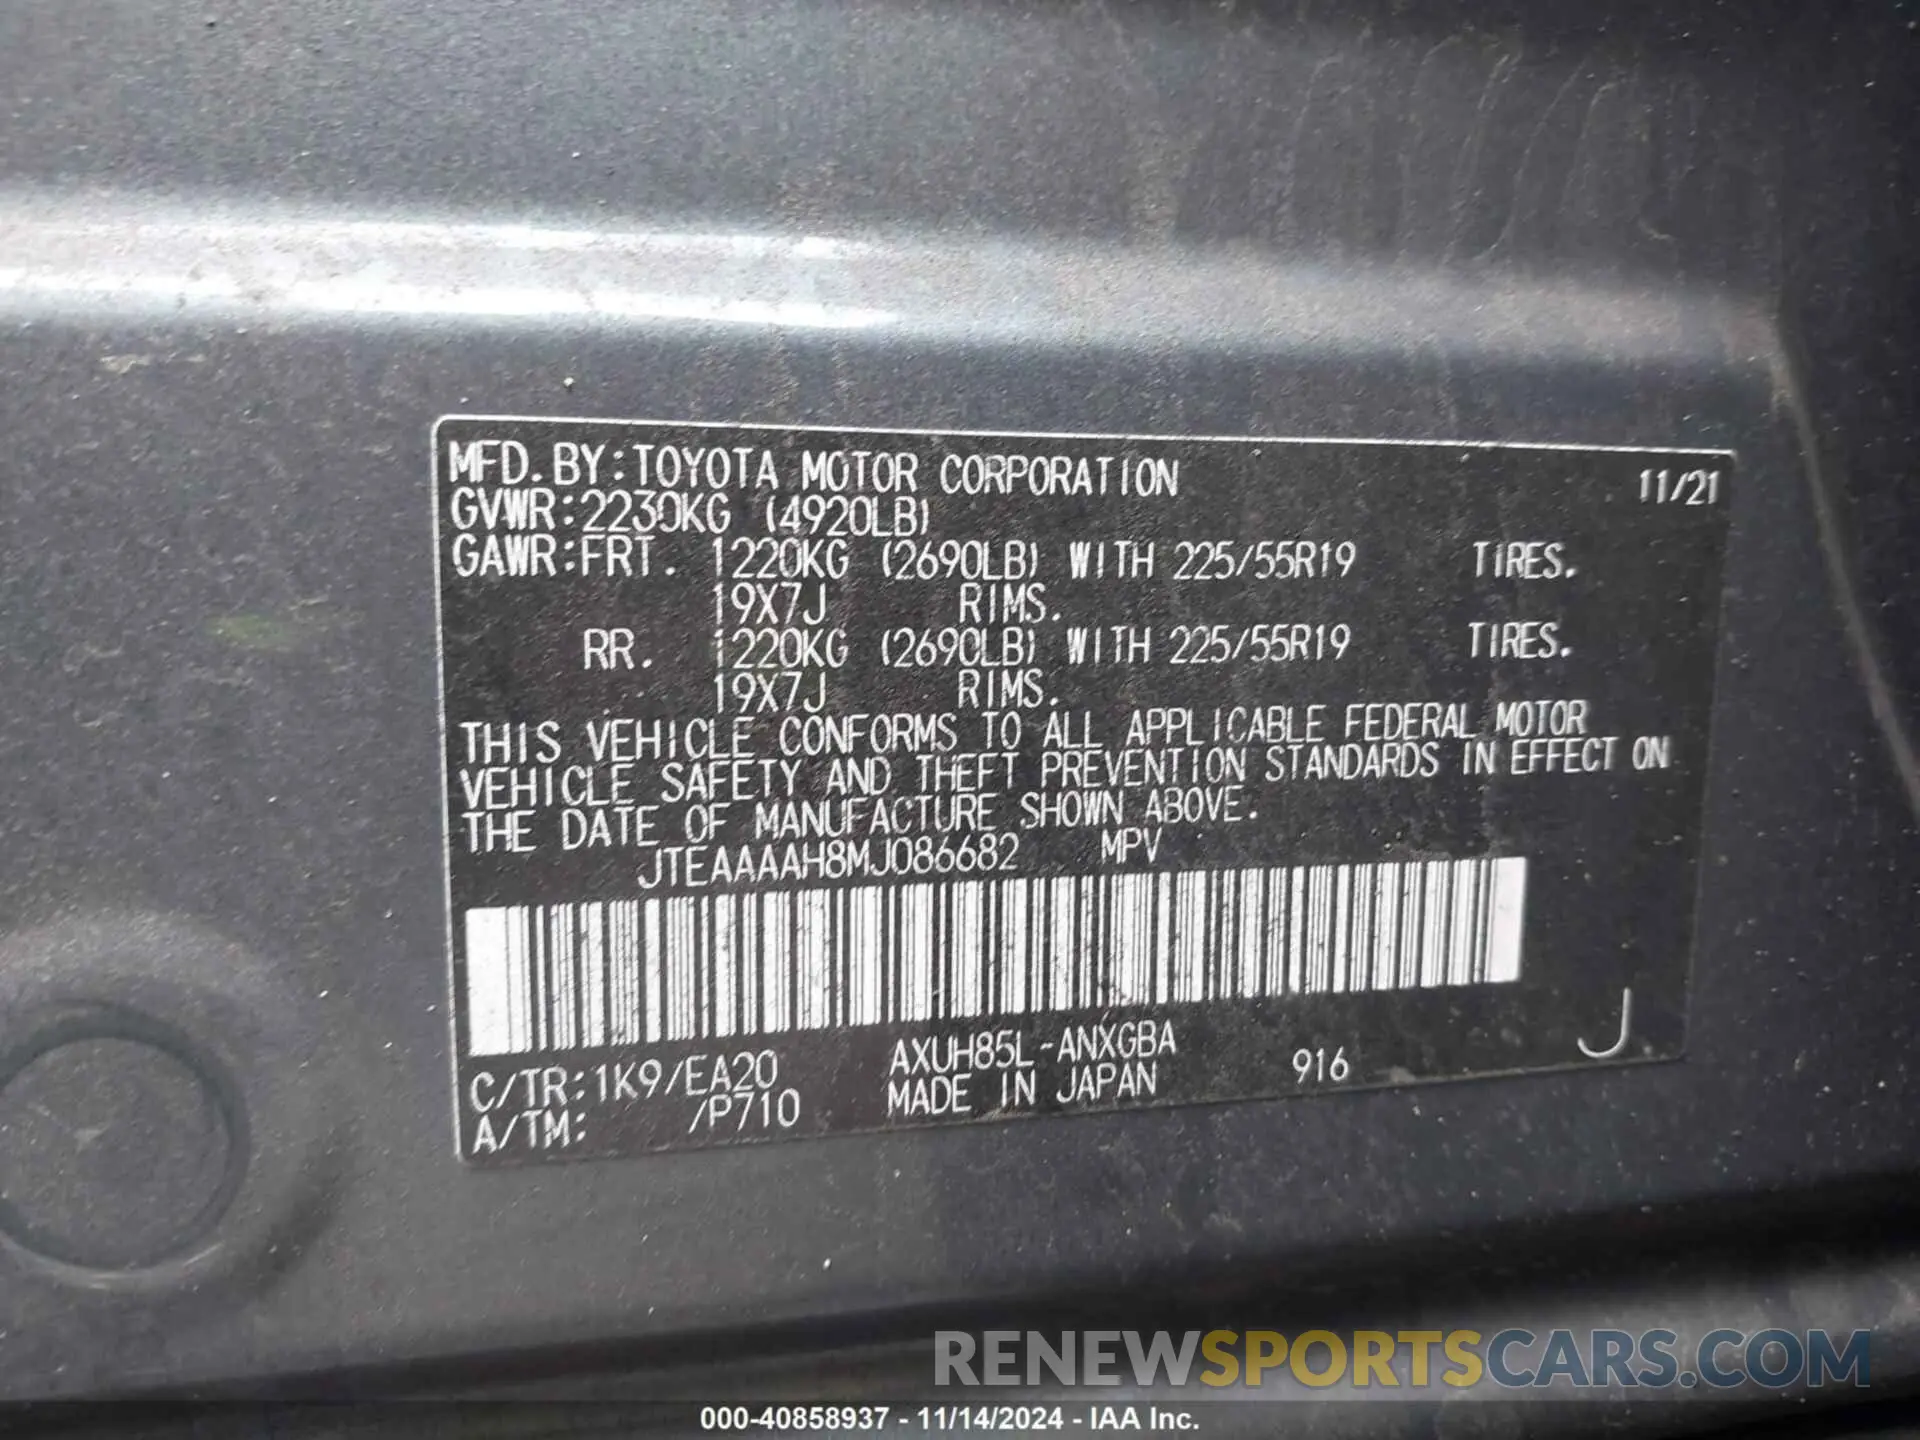 MFD.BY:TOYOTA MOTOR CORPORATION 11/21
GVWR:2230KG (4920LB)
GAWR:FRT. 1220KG (2690LB) WITH 225/55R19 TIRES.
19X7J RIMS.
RR. 1220KG (2690LB) WITH 225/55R19 TIRES.
19X7J RIMS.
THIS VEHICLE CONFORMS TO ALL APPLICABLE FEDERAL MOTOR
VEHICLE SAFETY AND THEFT PREVENTION STANDARDS IN EFFECT ON
THE DATE OF MANUFACTURE SHOWN ABOVE.
JTEAAAAH8MJ086682 MPV
C/TR:1K9/EA20 AXUH85L-ANXGBA 916 J
A/TM: /P710 MADE IN JAPAN
RENEWSPORTSCARS.COM
000-40858937 - 11/14/2024 - IAA Inc.